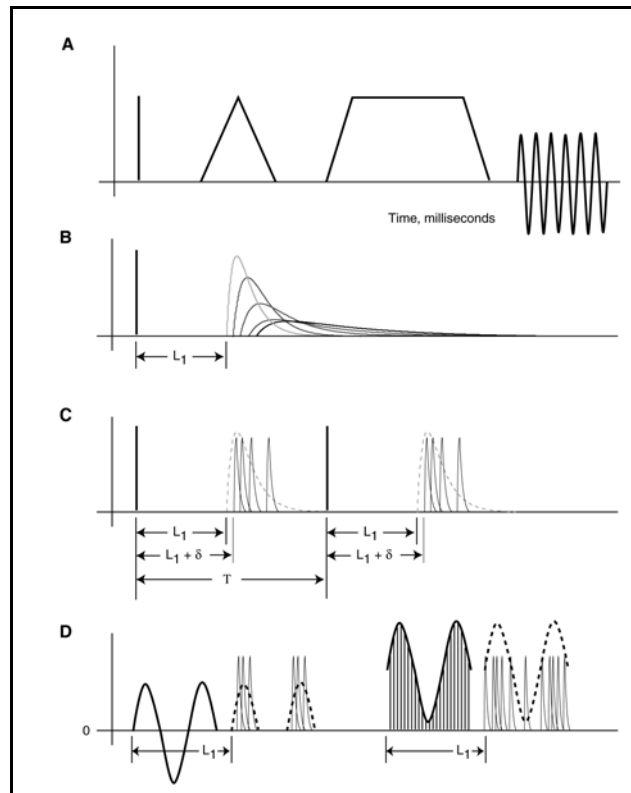 A
Time, milliseconds
B
L1
C
L1 L1
L1 + δ L1 + δ
T
D
0
L1 L1